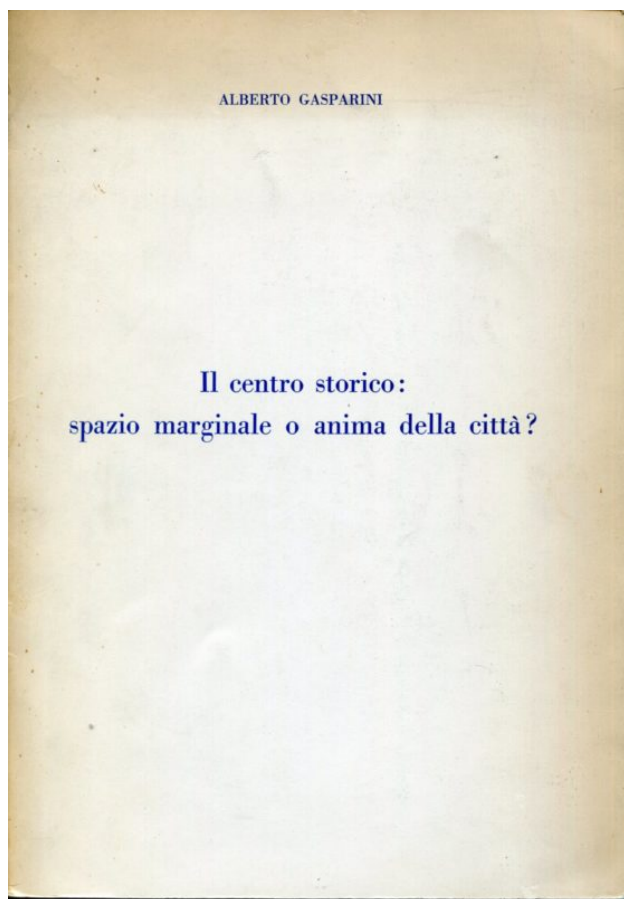 ALBERTO GASPARINI
Il centro storico:
spazio marginale o anima della città?